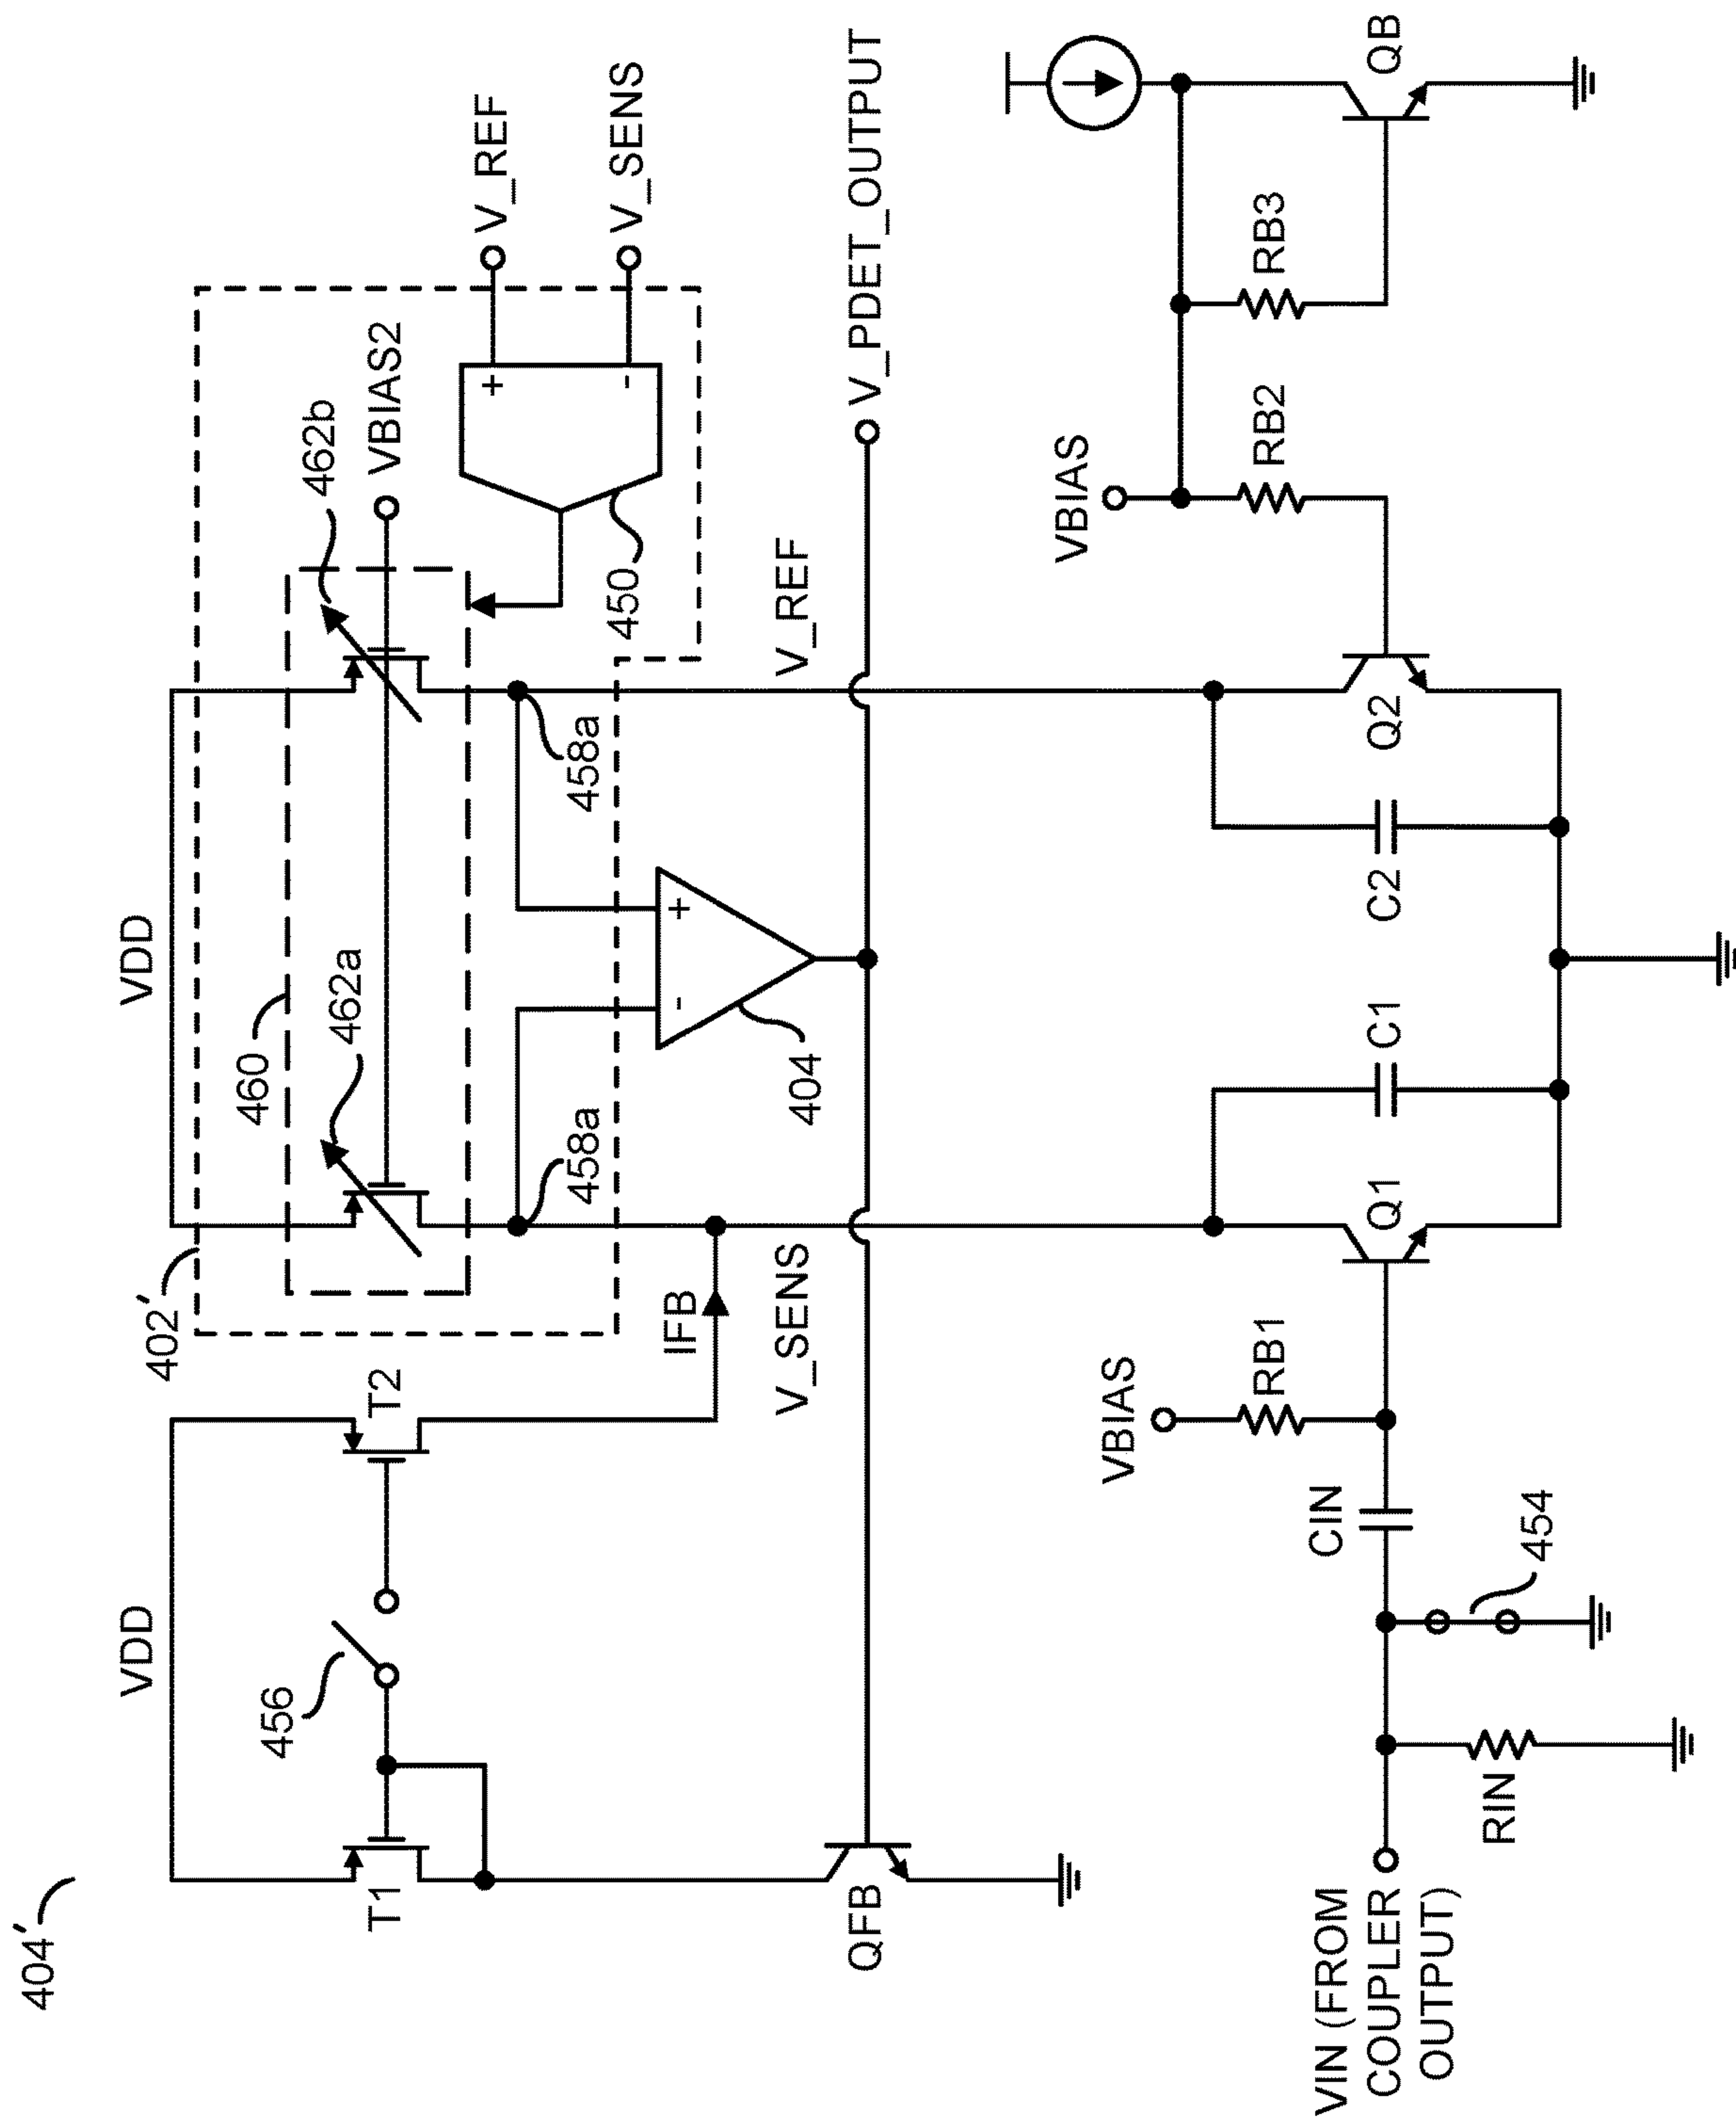 404'
VDD
VDD
402'
460
462a
462b
VBIAS2
V_REF
V_SENS
450
T1
456
T2
IFB
458a
458a
-
+
+
-
404
V_SENS
V_REF
V_PDET_OUTPUT
QFB
VBIAS
RB1
VBIAS
RB2
RB3
QB
VIN (FROM
COUPLER
OUTPUT)
RIN
454
CIN
Q1
C1
C2
Q2